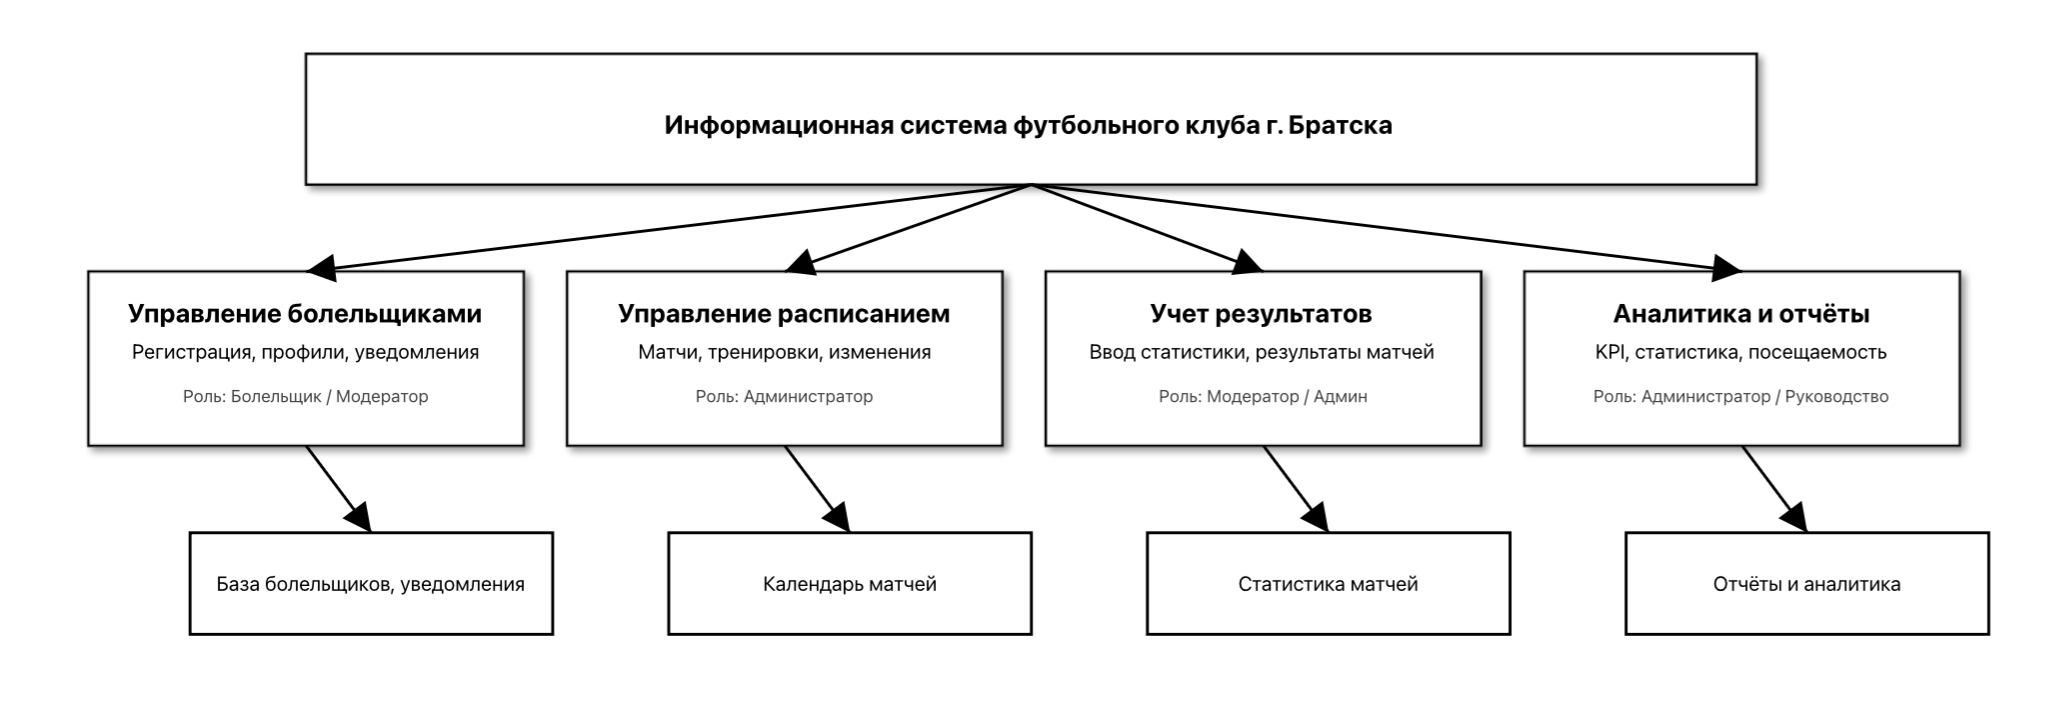 Информационная система футбольного клуба г. Братска
Управление болельщиками
Регистрация, профили, уведомления
Роль: Болельщик / Модератор
Управление расписанием
Матчи, тренировки, изменения
Роль: Администратор
Учет результатов
Ввод статистики, результаты матчей
Роль: Модератор / Админ
Аналитика и отчёты
KPI, статистика, посещаемость
Роль: Администратор / Руководство
База болельщиков, уведомления
Календарь матчей
Статистика матчей
Отчёты и аналитика